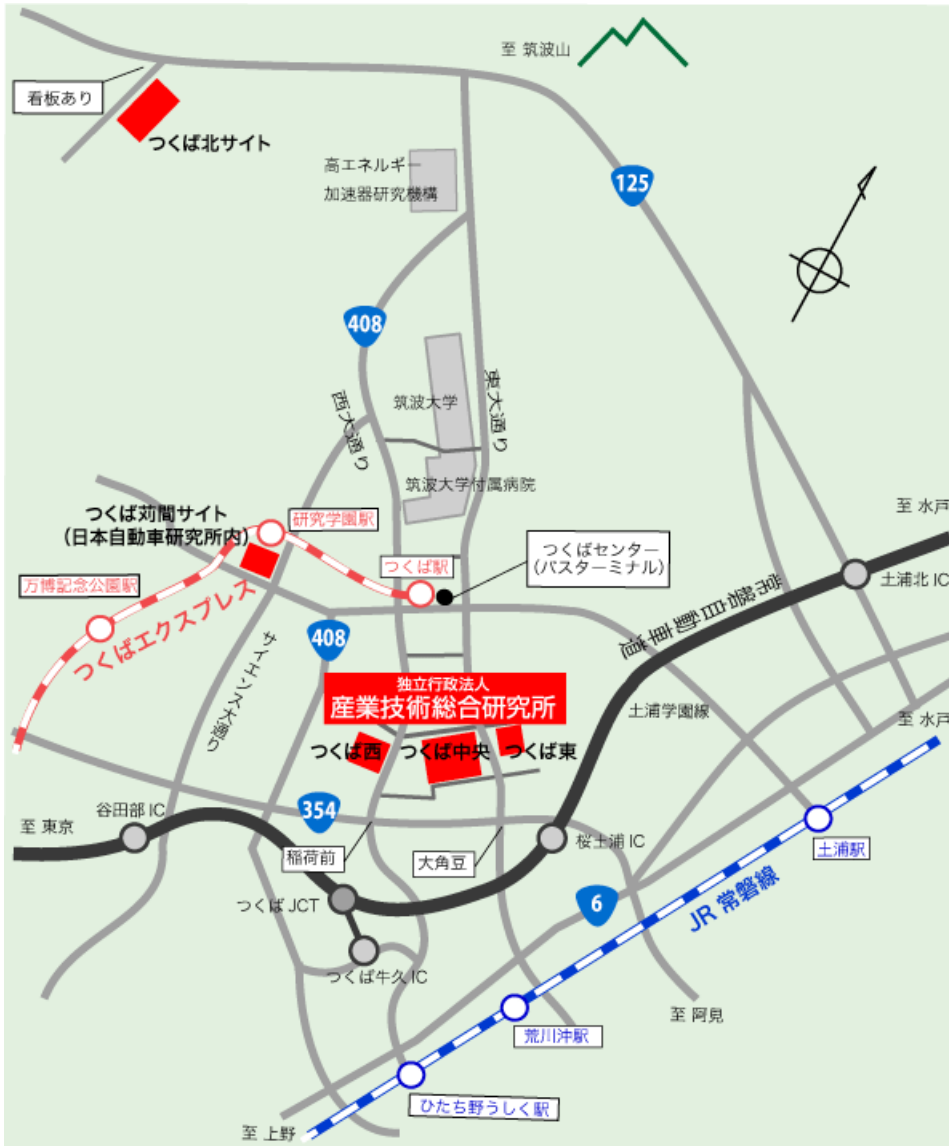 至 筑波山
看板あり
つくば北サイト
高エネルギー
加速器研究機構
125
408
西大通り
筑波大学
東大通り
筑波大学付属病院
つくば苅間サイト
(日本自動車研究所内)
研究学園駅
つくば駅
つくばセンター
(バスターミナル)
至 水戸
土浦北 IC
万博記念公園駅
つくばエクスプレス
常磐自動車道
408
サイエンス大通り
独立行政法人
産業技術総合研究所
土浦学園線
至 水戸
つくば西
つくば中央
つくば東
354
谷田部 IC
至 東京
稲荷前
大角豆
桜土浦 IC
土浦駅
つくば JCT
6
JR 常磐線
つくば牛久 IC
至 阿見
荒川沖駅
ひたち野うしく駅
至 上野